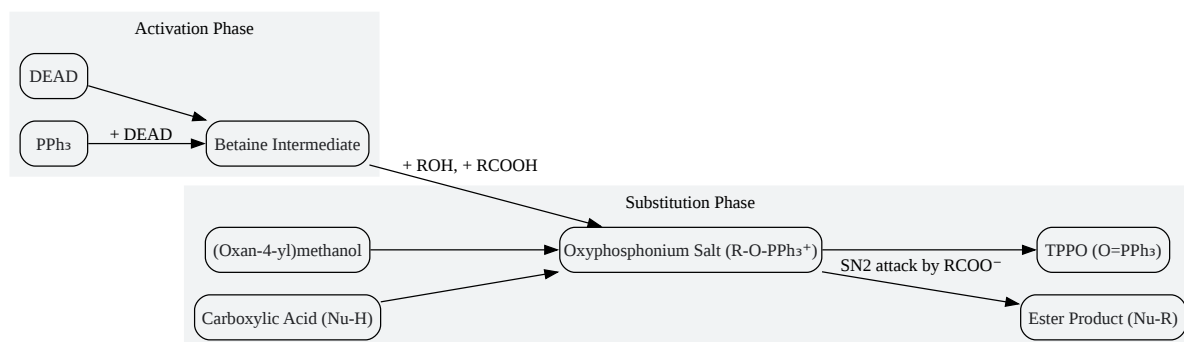 Activation Phase
DEAD
PPh₃
+ DEAD
Betaine Intermediate
+ ROH, + RCOOH
Substitution Phase
(Oxan-4-yl)methanol
Oxyphosphonium Salt (R-O-PPh₃⁺)
TPPO (O=PPh₃)
SN2 attack by RCOO⁻
Carboxylic Acid (Nu-H)
Ester Product (Nu-R)